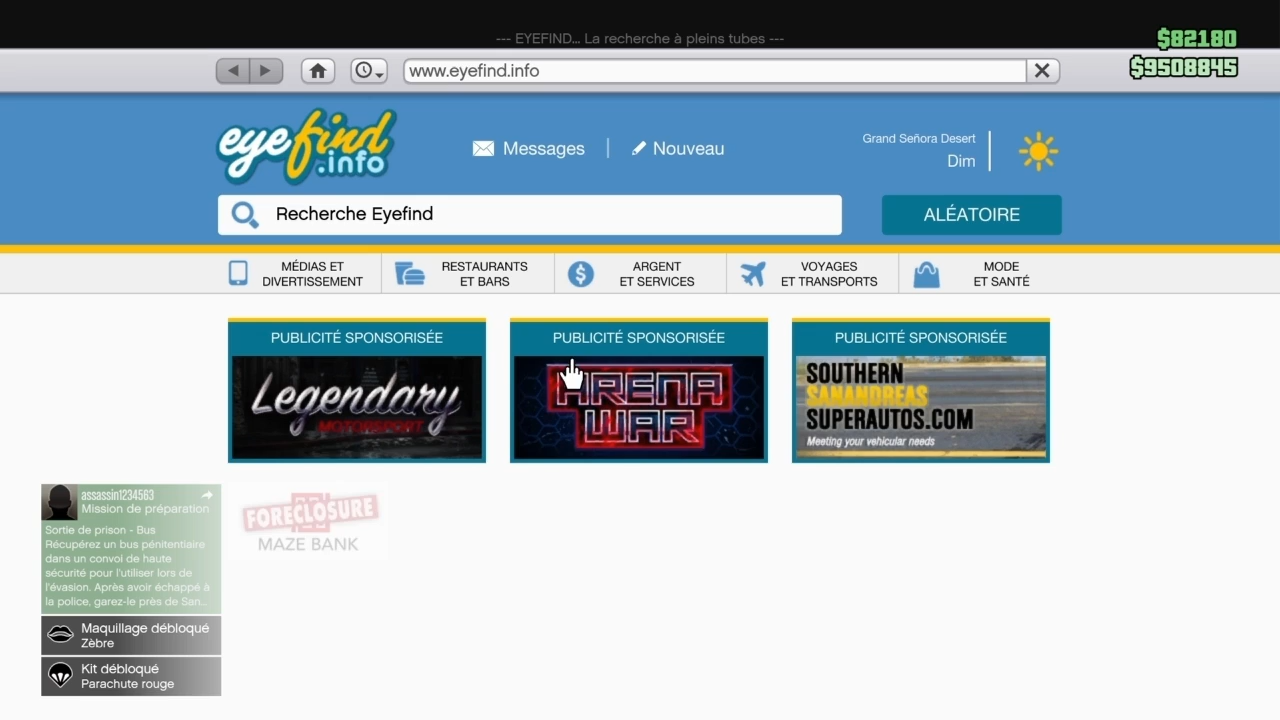 --- EYEFIND... La recherche à pleins tubes ---
$82180
$9508845
www.eyefind.info
eyefind
.info
Messages
Nouveau
Grand Señora Desert
Dim
Recherche Eyefind
ALÉATOIRE
MÉDIAS ET
DIVERTISSEMENT
RESTAURANTS
ET BARS
ARGENT
ET SERVICES
VOYAGES
ET TRANSPORTS
MODE
ET SANTÉ
PUBLICITÉ SPONSORISÉE
Legendary
MOTORSPORT
PUBLICITÉ SPONSORISÉE
ARENA
WAR
PUBLICITÉ SPONSORISÉE
SOUTHERN
SANANDREAS
SUPERAUTOS.COM
Meeting your vehicular needs
assassin1234563
Mission de préparation
Sortie de prison - Bus
Récupérez un bus pénitentiaire
dans un convoi de haute
sécurité pour l'utiliser lors de
l'évasion. Après avoir échappé à
la police, garez-le près de San...
FORECLOSURE
MAZE BANK
Maquillage débloqué
Zèbre
Kit débloqué
Parachute rouge